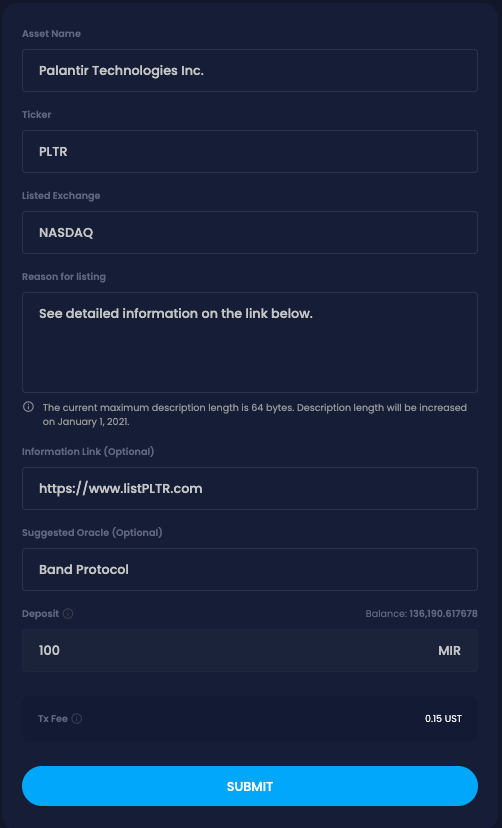 Asset Name
Palantir Technologies Inc.
Ticker
PLTR
Listed Exchange
NASDAQ
Reason for listing
See detailed information on the link below.
The current maximum description length is 64 bytes. Description length will be increased
on January 1, 2021.
Information Link (Optional)
https://www.listPLTR.com
Suggested Oracle (Optional)
Band Protocol
Deposit Balance: 136,190.617678
100 MIR
Tx Fee 0.15 UST
SUBMIT